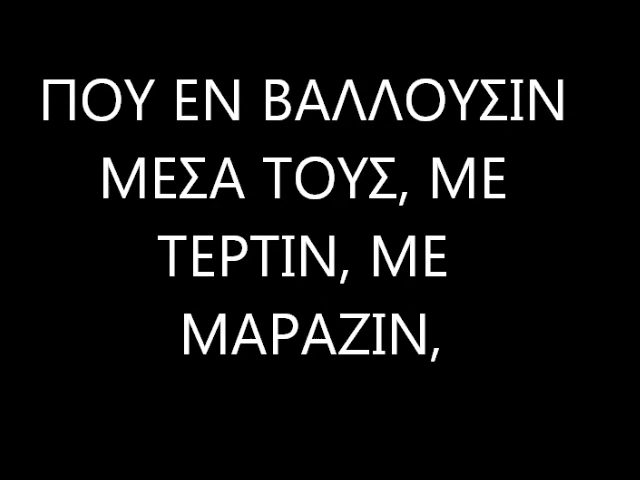 ΠΟΥ ΕΝ ΒΑΛΛΟΥΣΙΝ
ΜΕΣΑ ΤΟΥΣ, ΜΕ
ΤΕΡΤΙΝ, ΜΕ
ΜΑΡΑΖΙΝ,